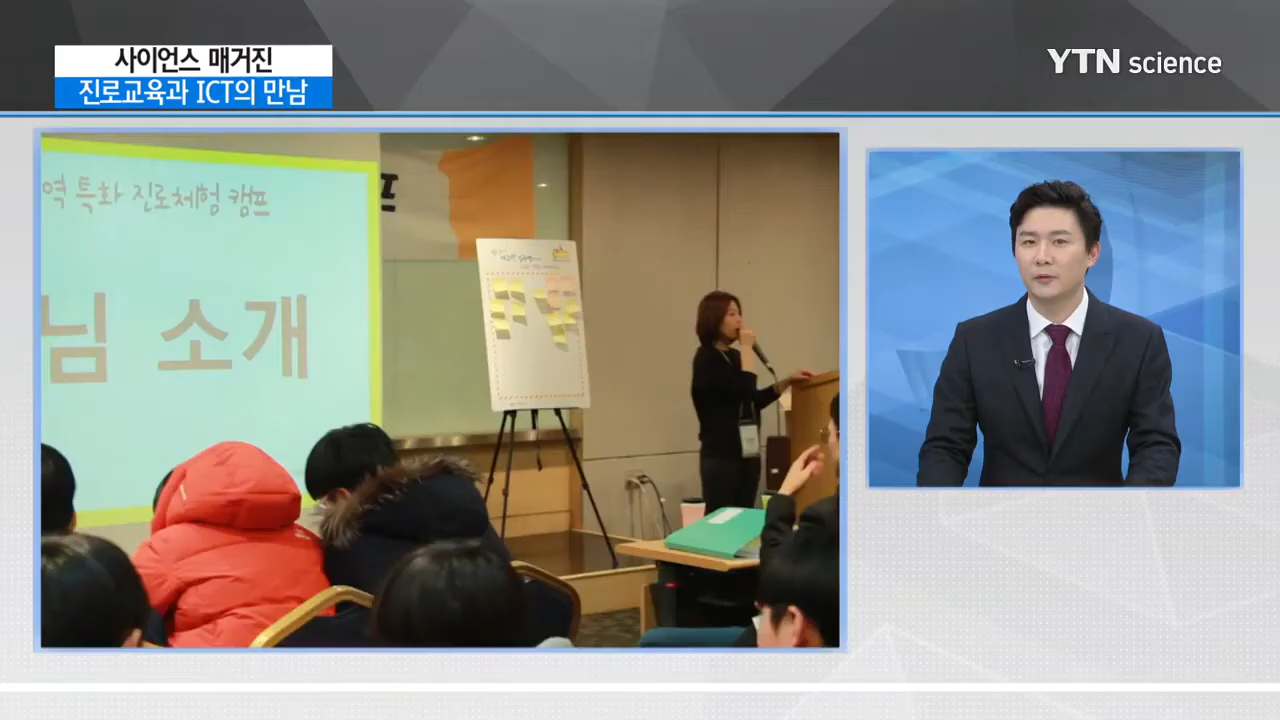 사이언스 매거진
진로교육과 ICT의 만남
YTN science
역 특화 진로체험 캠프
프
님 소개